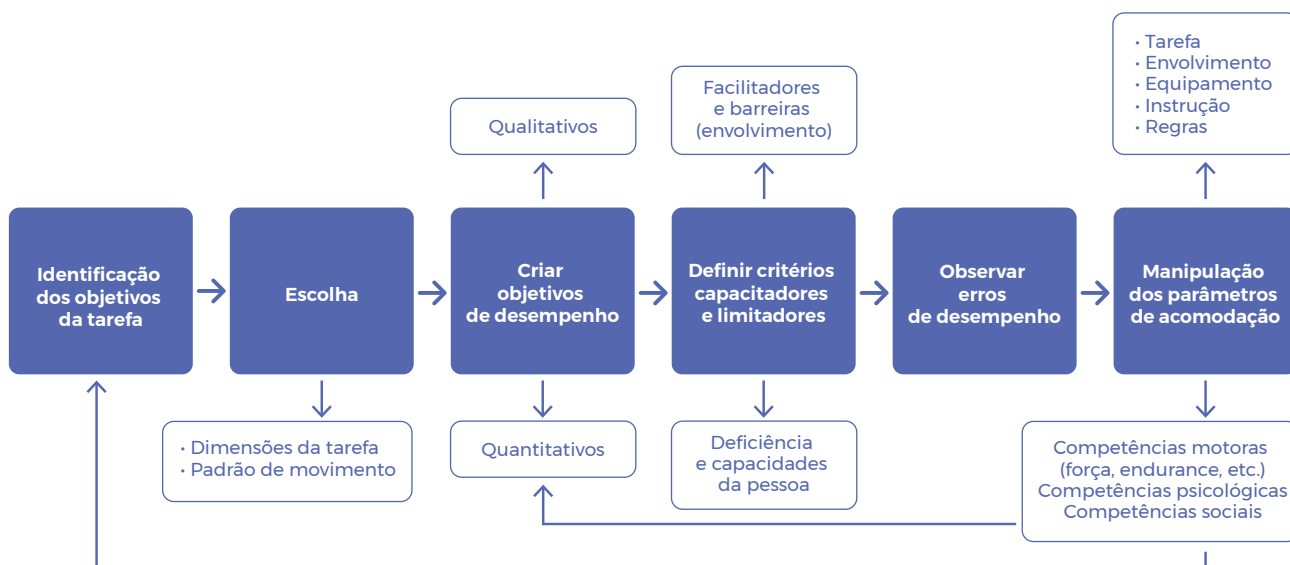 • Tarefa
• Envolvimento
• Equipamento
• Instrução
• Regras
Facilitadores
e barreiras
(envolvimento)
Qualitativos
Identificação
dos objetivos
da tarefa
Escolha
Criar
objetivos
de desempenho
Definir critérios
capacitadores
e limitadores
Observar
erros
de desempenho
Manipulação
dos parâmetros
de acomodação
• Dimensões da tarefa
• Padrão de movimento
Quantitativos
Deficiência
e capacidades
da pessoa
Competências motoras
(força, endurance, etc.)
Competências psicológicas
Competências sociais